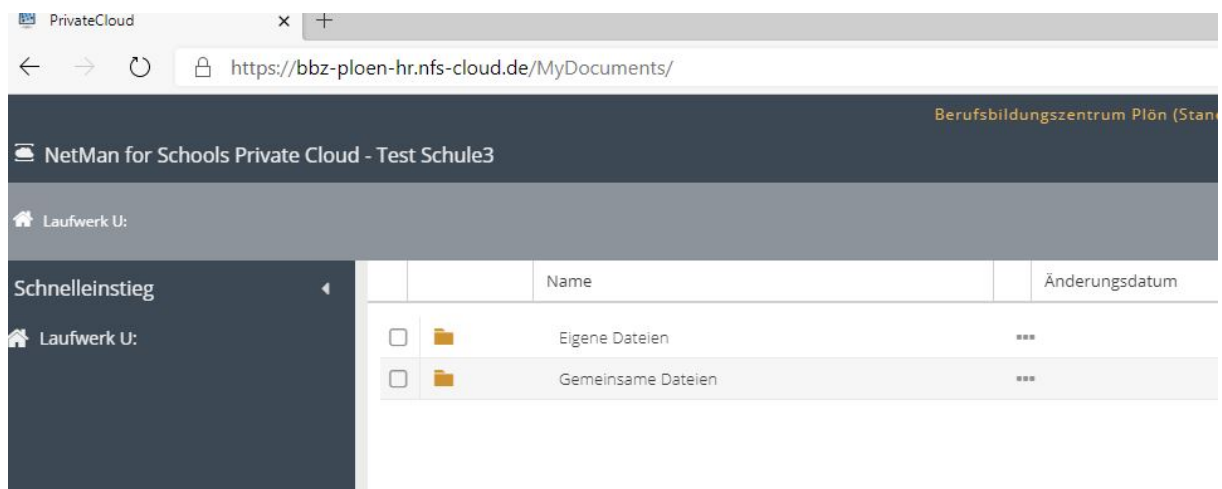 PrivateCloud
https://bbz-ploen-hr.nfs-cloud.de/MyDocuments/
Berufsbildungszentrum Plön
NetMan for Schools Private Cloud - Test Schule3
Laufwerk U:
Schnelleinstieg
Name Änderungsdatum
Laufwerk U:
Eigene Dateien
Gemeinsame Dateien